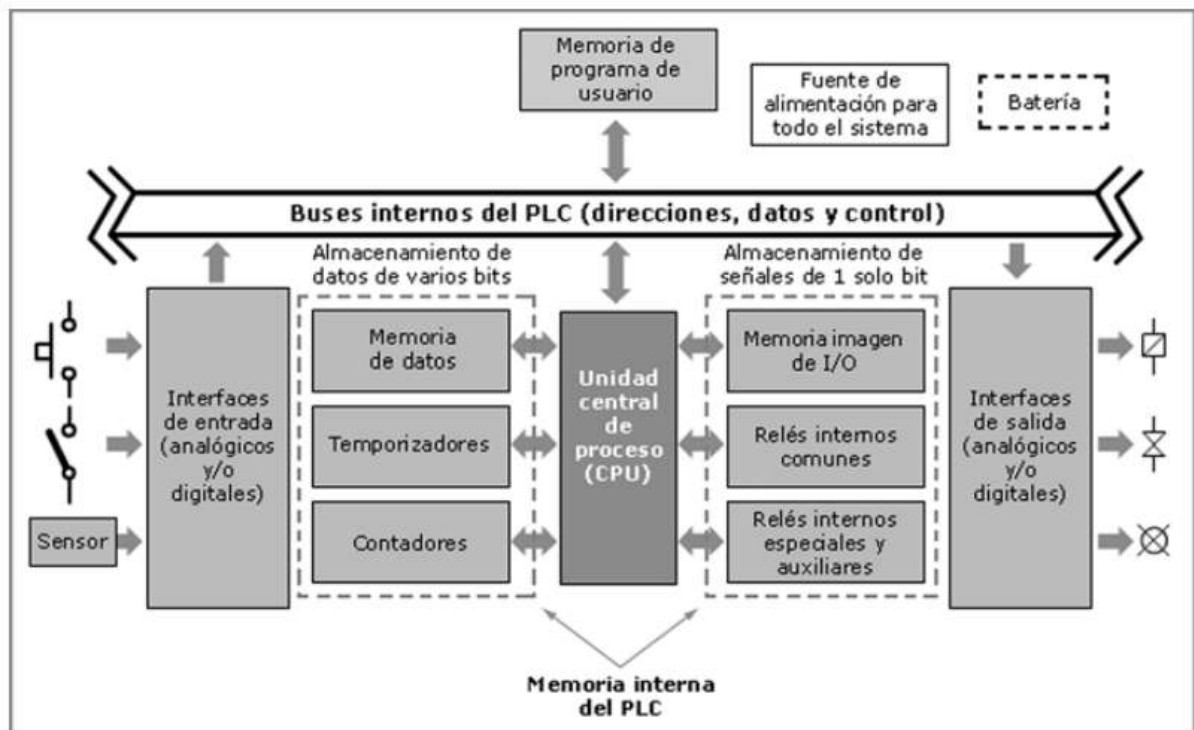 Memoria de
programa de
usuario
Fuente de
alimentación para
todo el sistema
Batería
Buses internos del PLC (direcciones, datos y control)
Almacenamiento de
datos de varios bits
Almacenamiento de
señales de 1 solo bit
Interfaces
de entrada
(analógicos
y/o
digitales)
Sensor
Memoria
de datos
Temporizadores
Contadores
Unidad
central
de
proceso
(CPU)
Memoria imagen
de I/O
Relés internos
comunes
Relés internos
especiales y
auxiliares
Interfaces
de salida
(analógicos
y/o
digitales)
Memoria interna
del PLC